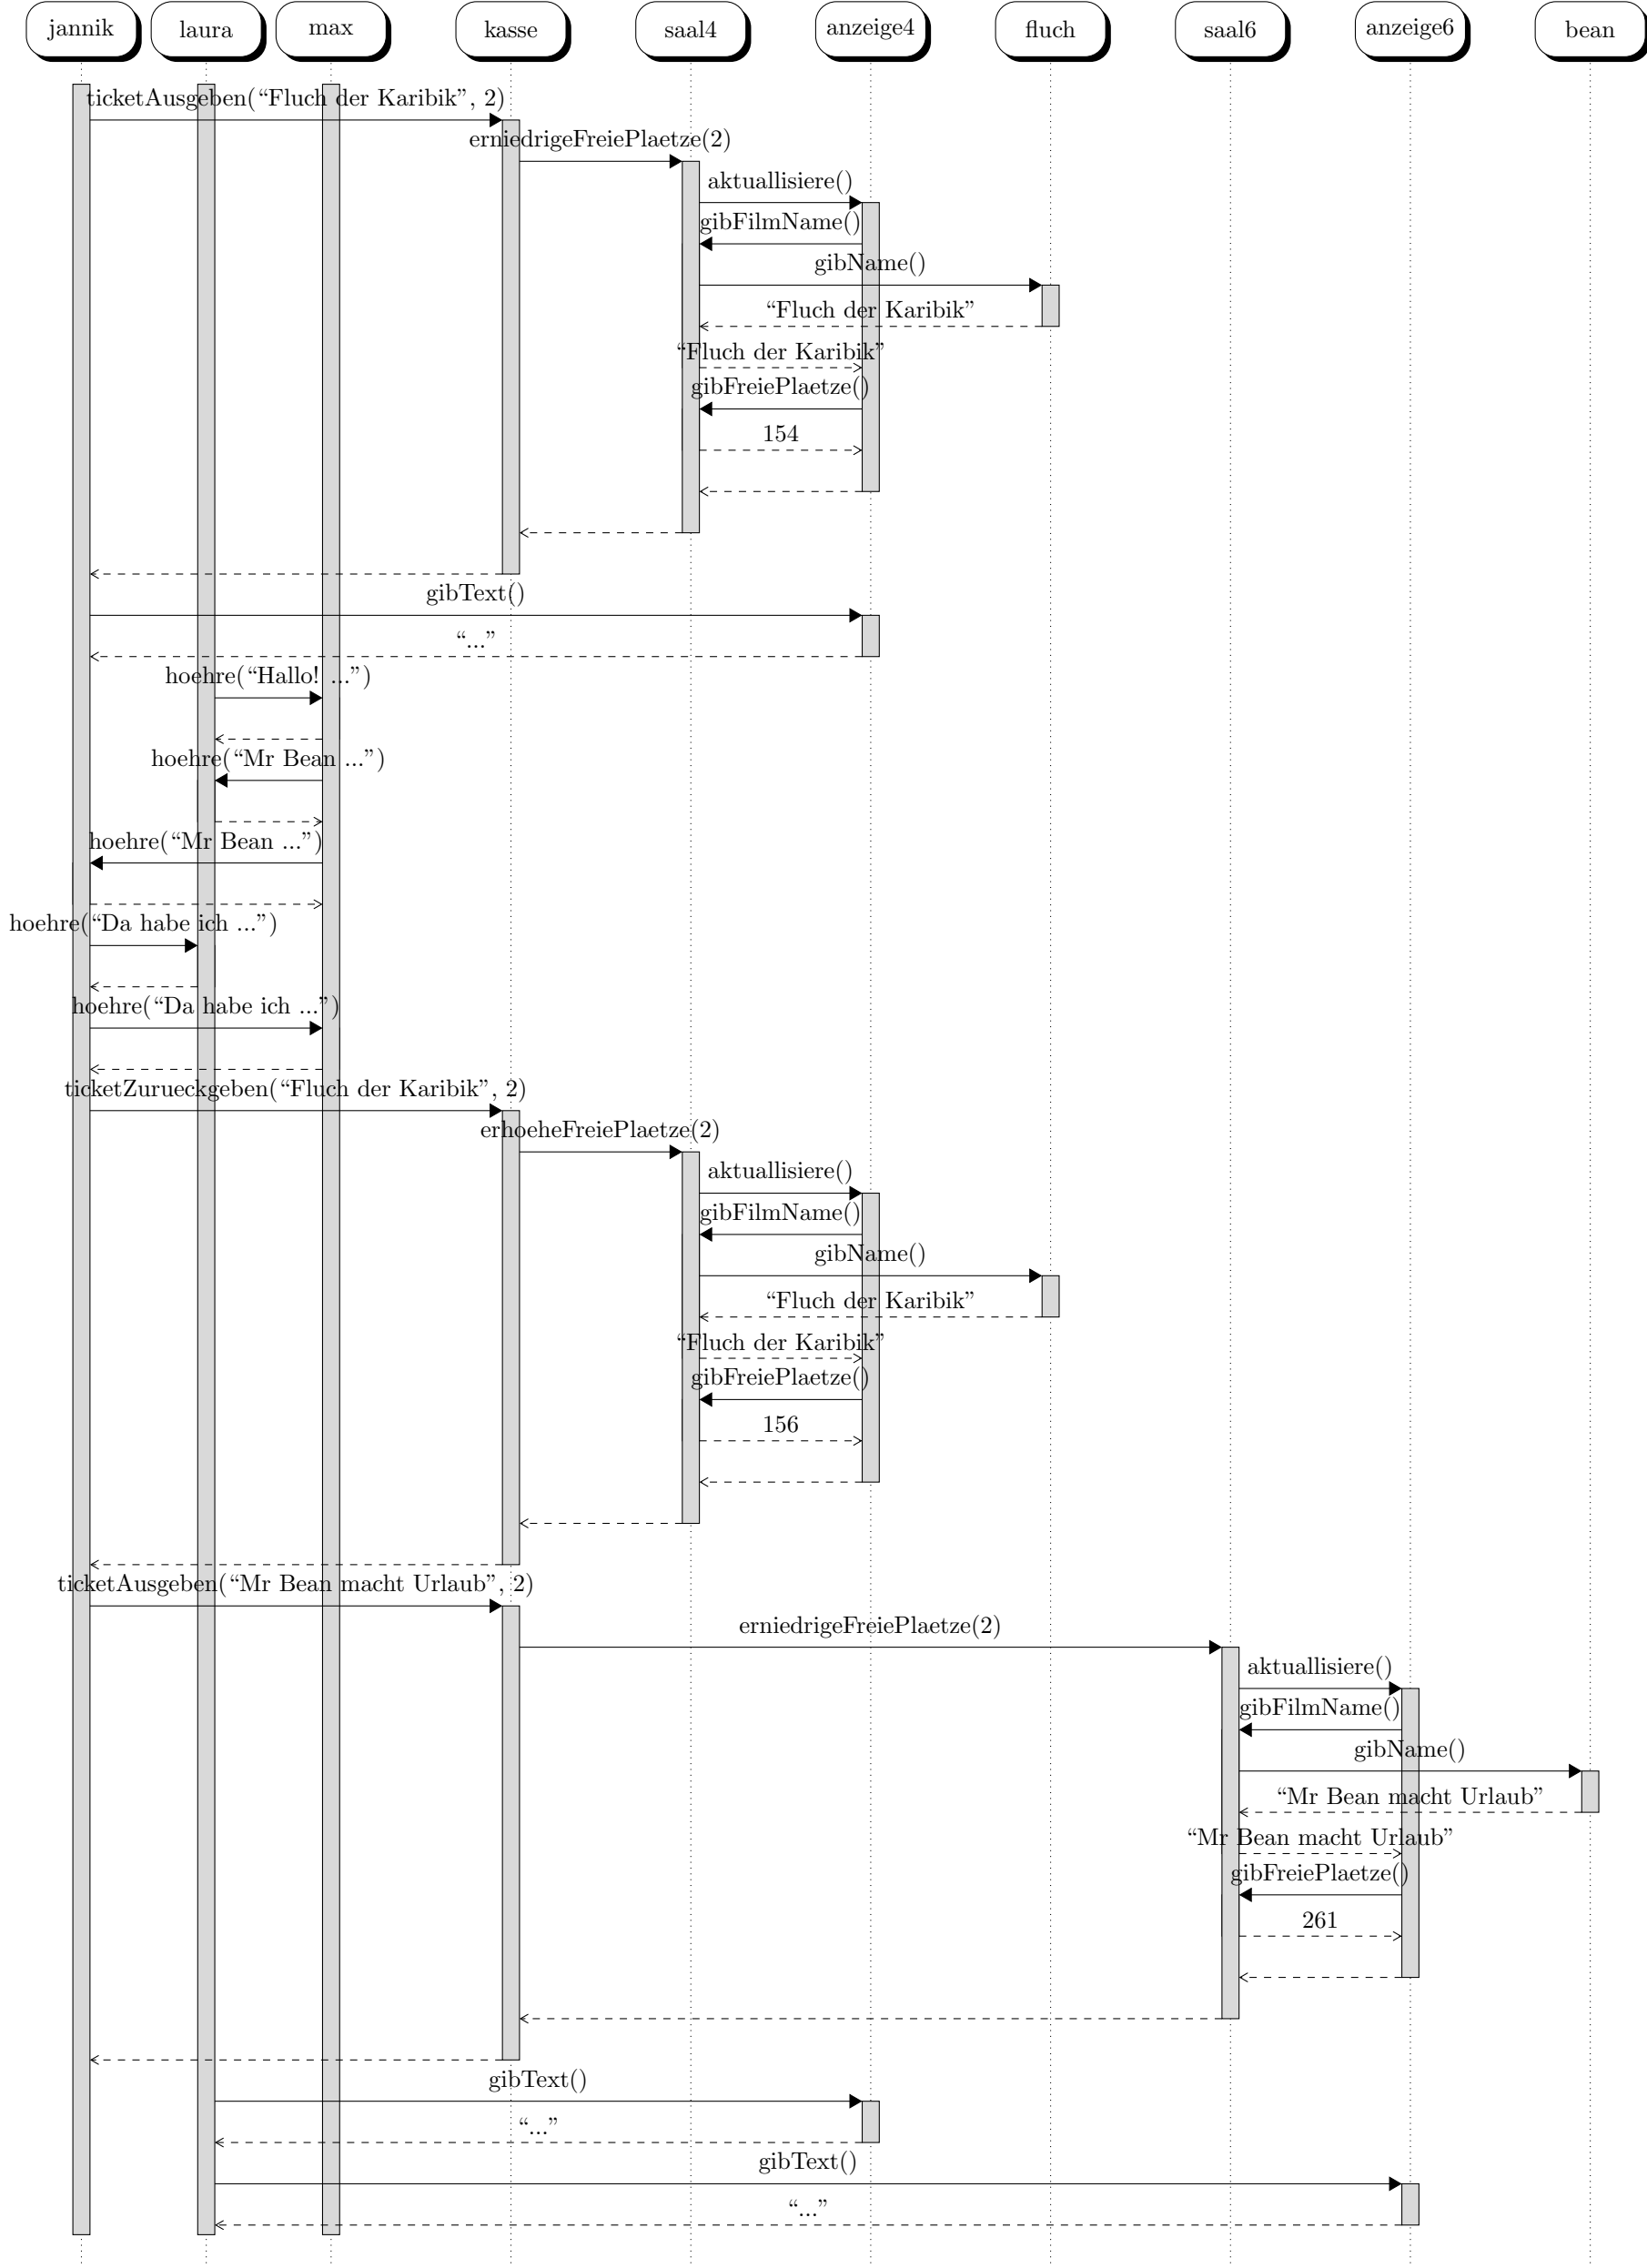 jannik laura max kasse saal4 anzeige4 fluch saal6 anzeige6 bean
ticketAusgeben(“Fluch der Karibik”, 2)
erniedrigeFreiePlaetze(2)
aktuallisiere()
gibFilmName()
gibName()
“Fluch der Karibik”
“Fluch der Karibik”
gibFreiePlaetze()
154
gibText()
“...”
hoehre(“Hallo! ...”)
hoehre(“Mr Bean ...”)
hoehre(“Mr Bean ...”)
hoehre(“Da habe ich ...”)
hoehre(“Da habe ich ...”)
ticketZurueckgeben(“Fluch der Karibik”, 2)
erhoeheFreiePlaetze(2)
aktuallisiere()
gibFilmName()
gibName()
“Fluch der Karibik”
“Fluch der Karibik”
gibFreiePlaetze()
156
ticketAusgeben(“Mr Bean macht Urlaub”, 2)
erniedrigeFreiePlaetze(2)
aktuallisiere()
gibFilmName()
gibName()
“Mr Bean macht Urlaub”
“Mr Bean macht Urlaub”
gibFreiePlaetze()
261
gibText()
“...”
gibText()
“...”